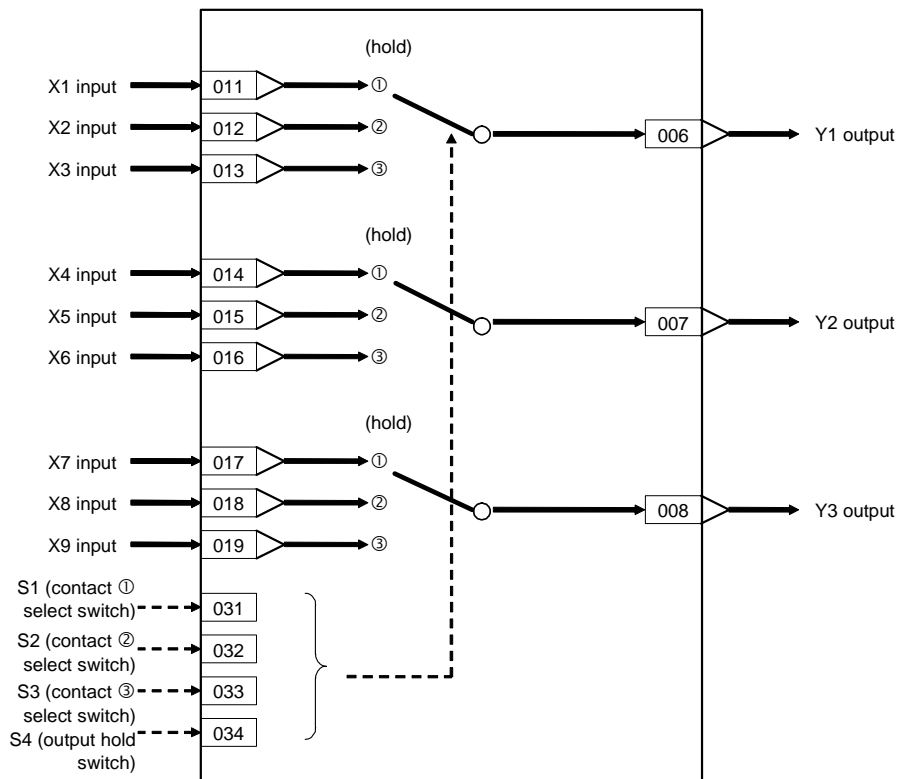 (hold)
X1 input 011 ①
X2 input 012 ②
006 Y1 output
X3 input 013 ③
(hold)
X4 input 014 ①
X5 input 015 ②
007 Y2 output
X6 input 016 ③
(hold)
X7 input 017 ①
X8 input 018 ②
008 Y3 output
X9 input 019 ③
S1 (contact ①
select switch)
031
S2 (contact ②
select switch)
032
S3 (contact ③
select switch)
033
S4 (output hold
switch)
034